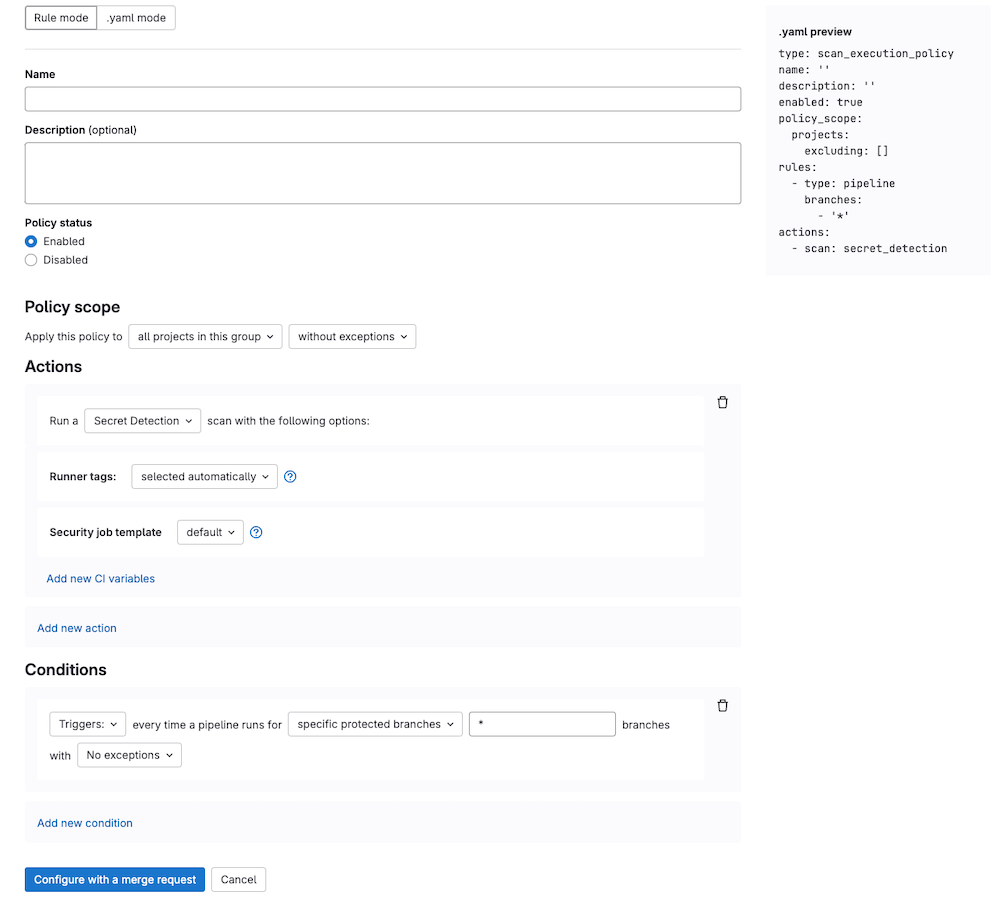 Rule mode .yaml mode
Name
Description (optional)
Policy status
Enabled
Disabled
Policy scope
Apply this policy to all projects in this group without exceptions
Actions
Run a Secret Detection scan with the following options:
Runner tags: selected automatically ?
Security job template default ?
Add new CI variables
Add new action
Conditions
Triggers: every time a pipeline runs for specific protected branches * branches
with No exceptions
Add new condition
Configure with a merge request Cancel
.yaml preview
type: scan_execution_policy
name: ''
description: ''
enabled: true
policy_scope:
  projects:
    excluding: []
rules:
  - type: pipeline
    branches:
      - '*'
actions:
  - scan: secret_detection